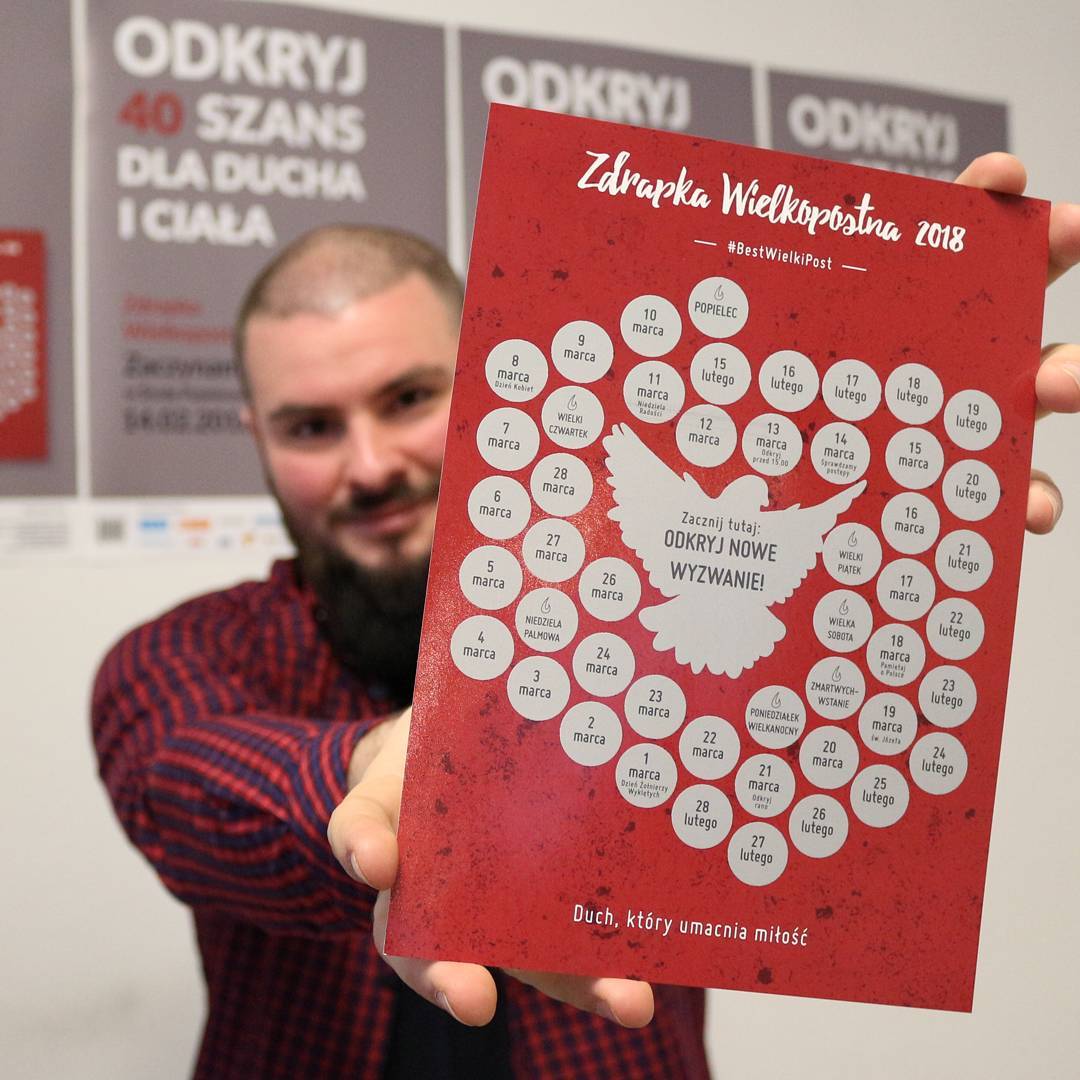 ODKRYJ
40 SZANS
DLA DUCHA
I CIAŁA
Zdrapka
ODKRYJ
ODKRYJ
Zdrapka Wielkopostna 2018
#BestWielkiPost
POPIELEC
10
marca
9
marca
8
marca
Dzień Kobiet
11
marca
Niedziela
Radości
15
lutego
16
lutego
17
lutego
18
lutego
19
lutego
7
marca
WIELKI
CZWARTEK
12
marca
13
marca
Odkryj
przed 15.00
14
marca
Sprawdzamy
postępy
15
marca
20
lutego
6
marca
28
marca
16
marca
21
lutego
Zacznij tutaj:
ODKRYJ NOWE
WYZWANIE!
5
marca
27
marca
26
marca
WIELKI
PIĄTEK
17
marca
22
lutego
4
marca
NIEDZIELA
PALMOWA
24
marca
WIELKA
SOBOTA
18
marca
Pamiętaj
o Polsce
23
lutego
3
marca
23
marca
ZMARTWYCH-
WSTANIE
19
marca
św. Józefa
24
lutego
2
marca
22
marca
PONIEDZIAŁEK
WIELKANOCNY
20
marca
25
lutego
1
marca
Dzień Żołnierzy
Wyklętych
21
marca
Odkryj
rano
26
lutego
28
lutego
27
lutego
Duch, który umacnia miłość